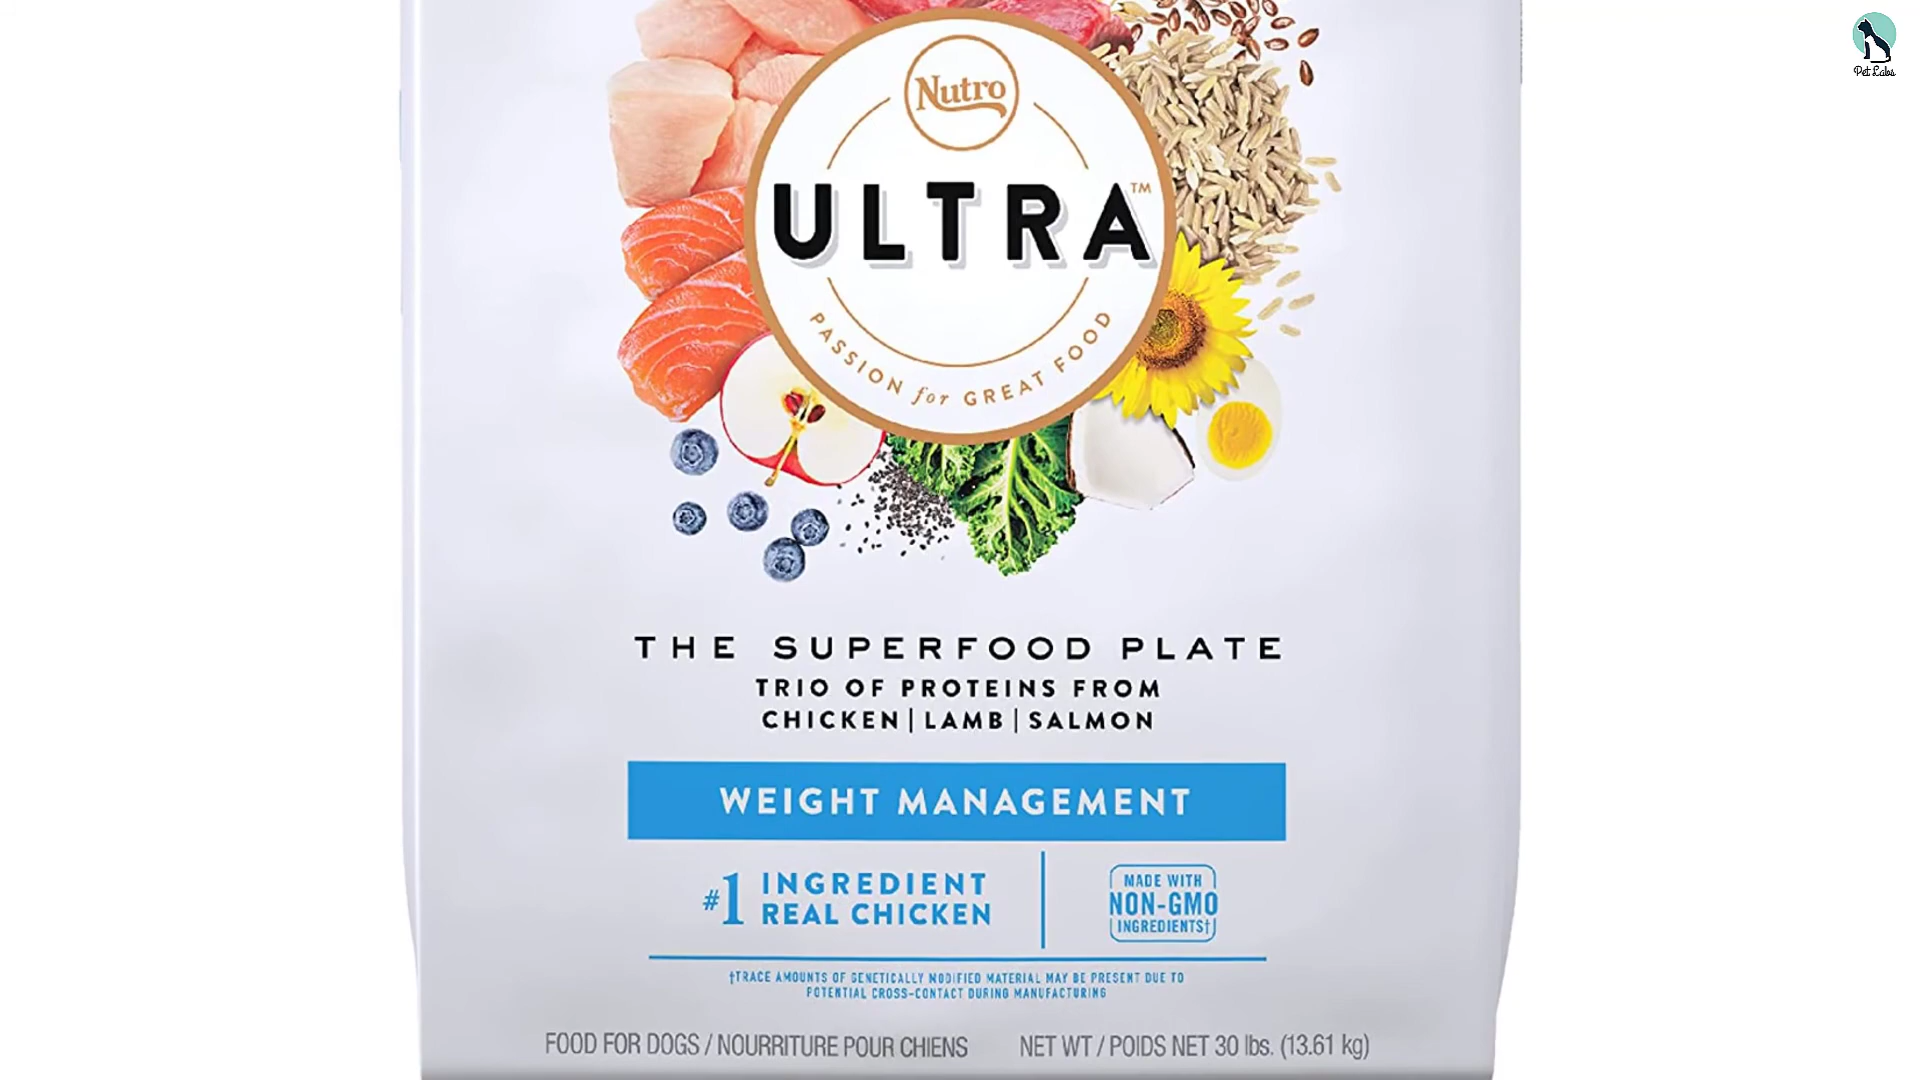 Pet Labs
Nutro
ULTRA™
PASSION for GREAT FOOD
THE SUPERFOOD PLATE
TRIO OF PROTEINS FROM
CHICKEN | LAMB | SALMON
WEIGHT MANAGEMENT
#1 INGREDIENT
REAL CHICKEN
MADE WITH
NON-GMO
INGREDIENTS†
†TRACE AMOUNTS OF GENETICALLY MODIFIED MATERIAL MAY BE PRESENT DUE TO
POTENTIAL CROSS-CONTACT DURING MANUFACTURING
FOOD FOR DOGS / NOURRITURE POUR CHIENS NET WT / POIDS NET 30 lbs. (13.61 kg)